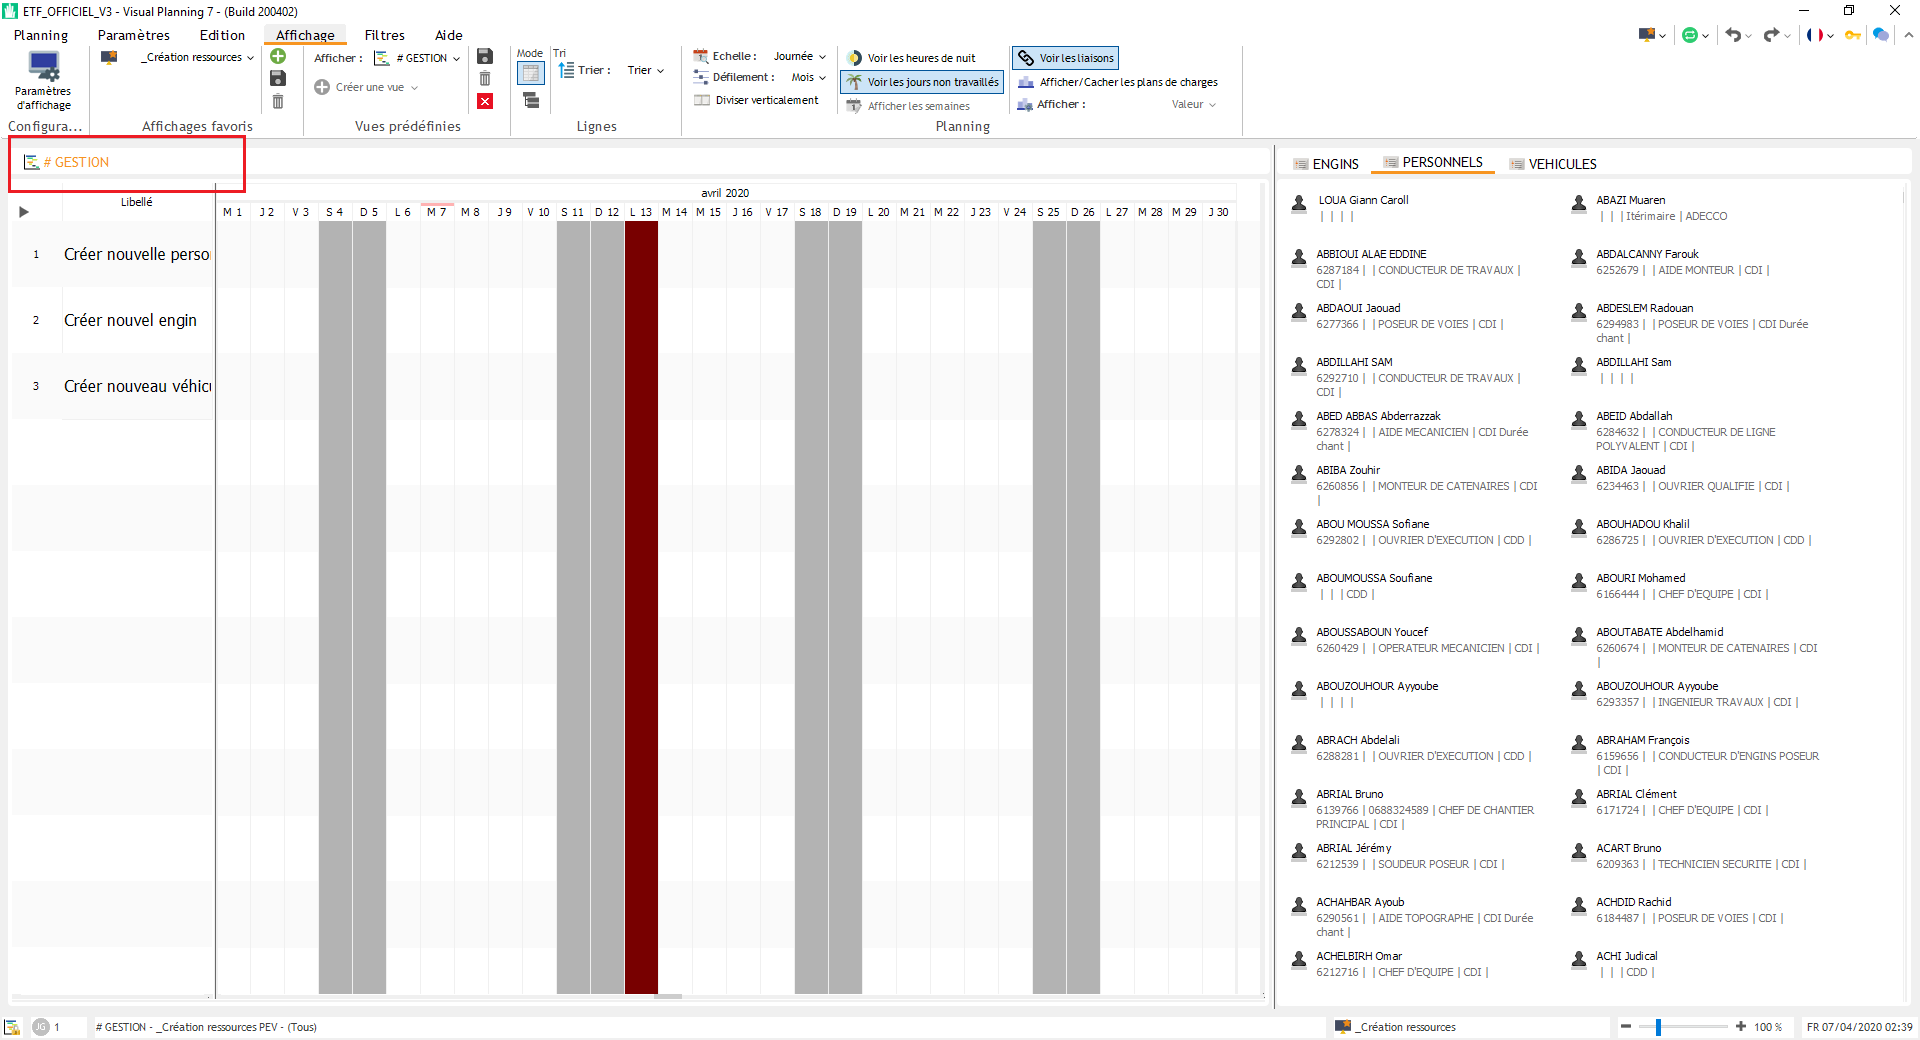 ETF_OFFICIEL_V3 - Visual Planning 7 - (Build 200402)
Planning Paramètres Edition Affichage Filtres Aide
Paramètres d'affichage
Configura...
_Création ressources
Affichages favoris
Afficher : # GESTION
Créer une vue
Vues prédéfinies
Mode
Tri
Trier : Trier
Lignes
Echelle : Journée
Défilement : Mois
Diviser verticalement
Voir les heures de nuit
Voir les jours non travaillés
Afficher les semaines
Voir les liaisons
Afficher/Cacher les plans de charges
Afficher : Valeur
Planning
# GESTION
Libellé
avril 2020
M 1 J 2 V 3 S 4 D 5 L 6 M 7 M 8 J 9 V 10 S 11 D 12 L 13 M 14 M 15 J 16 V 17 S 18 D 19 L 20 M 21 M 22 J 23 V 24 S 25 D 26 L 27 M 28 M 29 J 30
1 Créer nouvelle perso
2 Créer nouvel engin
3 Créer nouveau véhicu
ENGINS PERSONNELS VEHICULES
LOUA Giann Caroll
| | | |
ABAZI Muaren
| | | Itérimaire | ADECCO
ABBIOUI ALAE EDDINE
6287184 | | CONDUCTEUR DE TRAVAUX |
CDI |
ABDALCANNY Farouk
6252679 | | AIDE MONTEUR | CDI |
ABDAOUI Jaouad
6277366 | | POSEUR DE VOIES | CDI |
ABDESLEM Radouan
6294983 | | POSEUR DE VOIES | CDI Durée
chant |
ABDILLAHI SAM
6292710 | | CONDUCTEUR DE TRAVAUX |
CDI |
ABDILLAHI Sam
| | | |
ABED ABBAS Abderrazzak
6278324 | | AIDE MECANICIEN | CDI Durée
chant |
ABEID Abdallah
6284632 | | CONDUCTEUR DE LIGNE
POLYVALENT | CDI |
ABIBA Zouhir
6260856 | | MONTEUR DE CATENAIRES | CDI
|
ABIDA Jaouad
6234463 | | OUVRIER QUALIFIE | CDI |
ABOU MOUSSA Sofiane
6292802 | | OUVRIER D'EXECUTION | CDD |
ABOUHADOU Khalil
6286725 | | OUVRIER D'EXECUTION | CDD |
ABOUMOUSSA Soufiane
| | | CDD |
ABOURI Mohamed
6166444 | | CHEF D'EQUIPE | CDI |
ABOUSSABOUN Youcef
6260429 | | OPERATEUR MECANICIEN | CDI |
ABOUTABATE Abdelhamid
6260674 | | MONTEUR DE CATENAIRES | CDI
|
ABOUZOUHOUR Ayyoube
| | | |
ABOUZOUHOUR Ayyoube
6293357 | | INGENIEUR TRAVAUX | CDI |
ABRACH Abdelali
6288281 | | OUVRIER D'EXECUTION | CDD |
ABRAHAM François
6159656 | | CONDUCTEUR D'ENGINS POSEUR
| CDI |
ABRIAL Bruno
6139766 | 0688324589 | CHEF DE CHANTIER
PRINCIPAL | CDI |
ABRIAL Clément
6171724 | | CHEF D'EQUIPE | CDI |
ABRIAL Jérémy
6212539 | | SOUDEUR POSEUR | CDI |
ACART Bruno
6209363 | | TECHNICIEN SECURITE | CDI |
ACHAHBAR Ayoub
6290561 | | AIDE TOPOGRAPHE | CDI Durée
chant |
ACHDID Rachid
6184487 | | POSEUR DE VOIES | CDI |
ACHELBIRH Omar
6212716 | | CHEF D'EQUIPE | CDI |
ACHI Judical
| | | CDD |
JG 1 # GESTION - _Création ressources PEV - (Tous) _Création ressources 100 % FR 07/04/2020 02:39